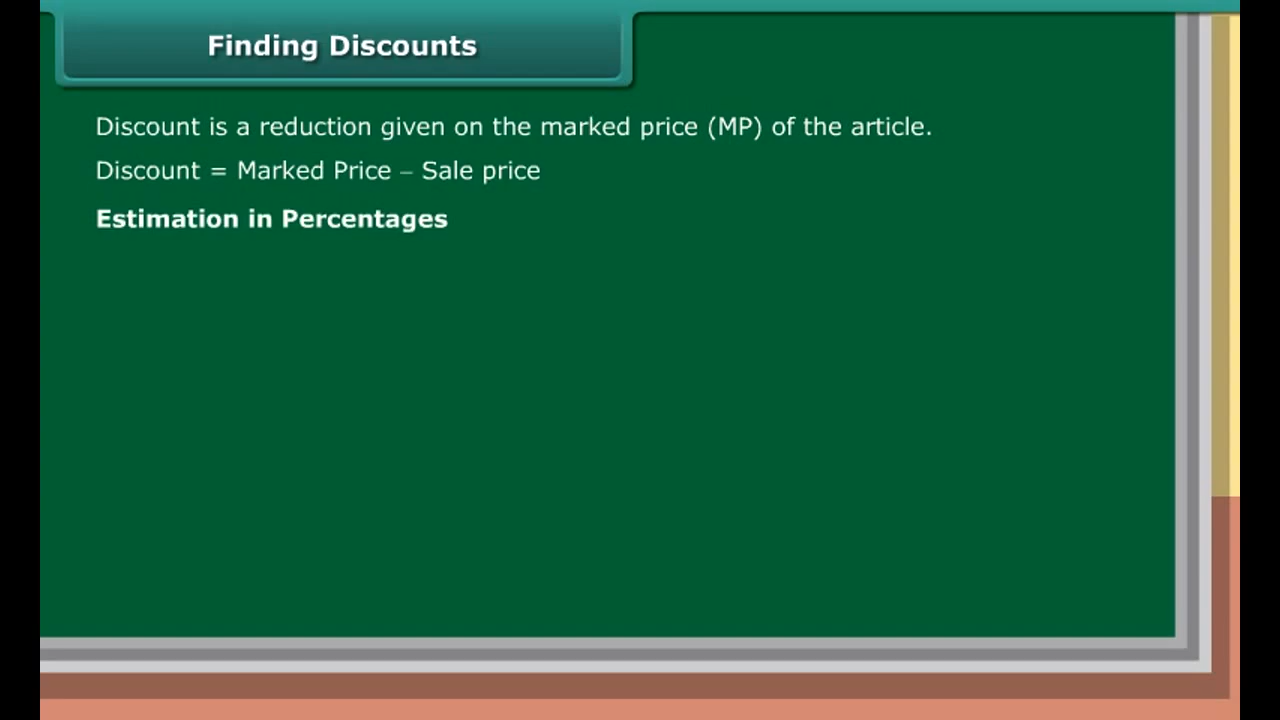 Finding Discounts
Discount is a reduction given on the marked price (MP) of the article.
Discount = Marked Price – Sale price
Estimation in Percentages